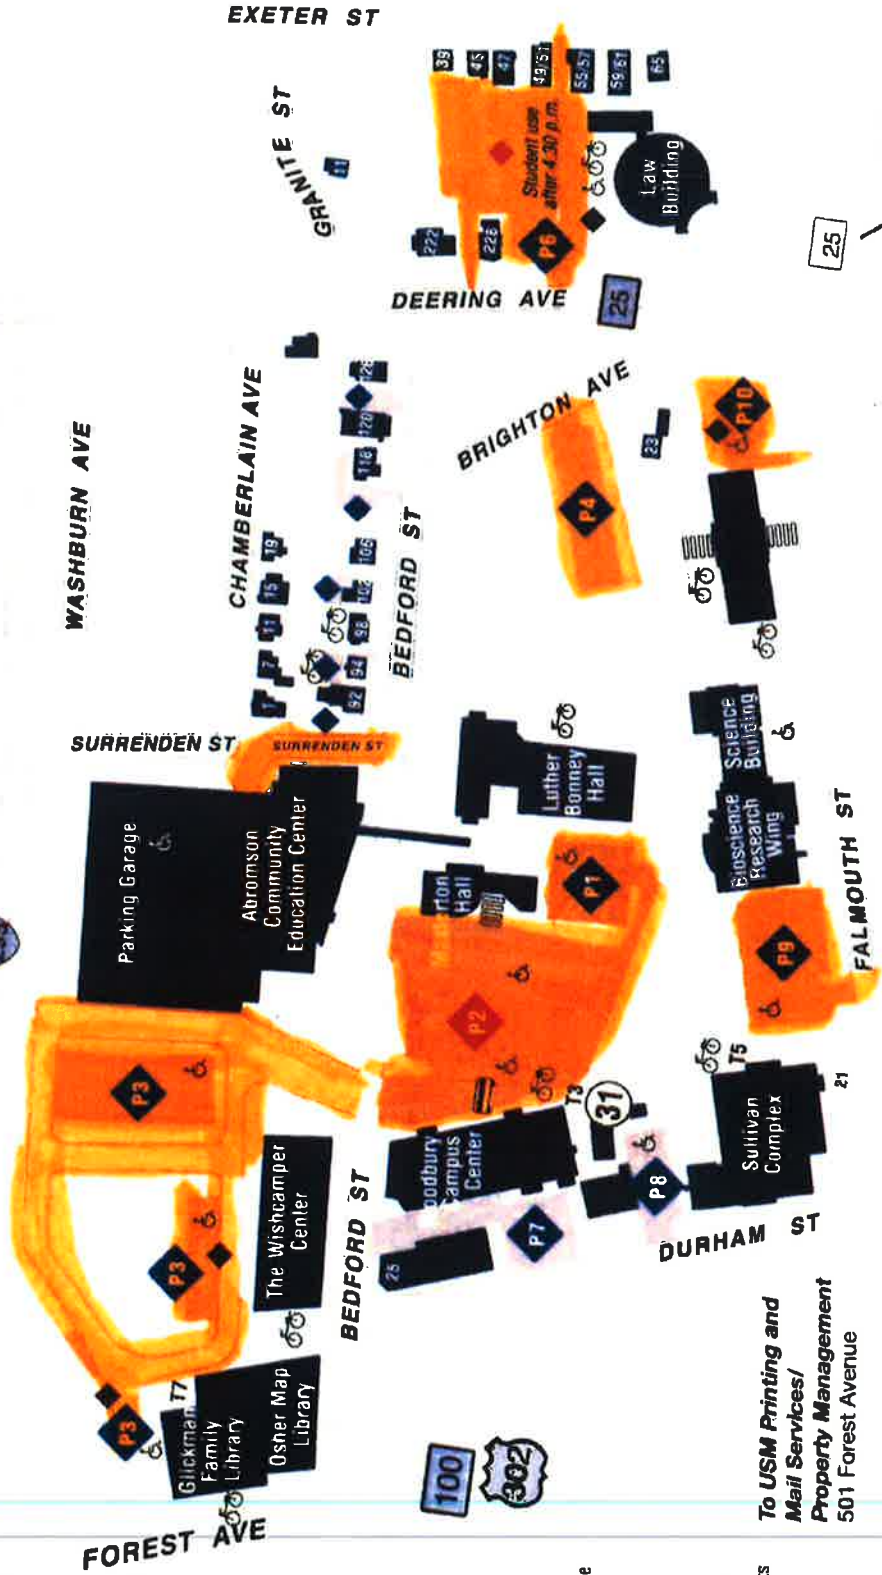 EXETER ST
GRANITE ST
11
39
45
47
49/51
55/57
59/61
65
Student use
after 4:30 p.m.
Law
Building
222
228
P6
DEERING AVE
25
25
WASHBURN AVE
CHAMBERLAIN AVE
BRIGHTON AVE
126
120
118
106
102
98
94
92
19
15
11
7
1
BEDFORD ST
P4
23
P10
SURRENDEN ST
SURRENDEN ST
Parking Garage
Abromson
Community
Education Center
Luther
Bonney
Hall
Science
Building
Bioscience
Research
Wing
Hall
P1
P2
P9
FALMOUTH ST
P3
P3
P3
The Wishcamper
Center
Campus
Center
T3
31
T5
Sullivan
Complex
21
P8
P7
25
BEDFORD ST
DURHAM ST
T7
Glickman
Family
Library
Osher Map
Library
FOREST AVE
100
302
To USM Printing and
Mail Services/
Property Management
501 Forest Avenue